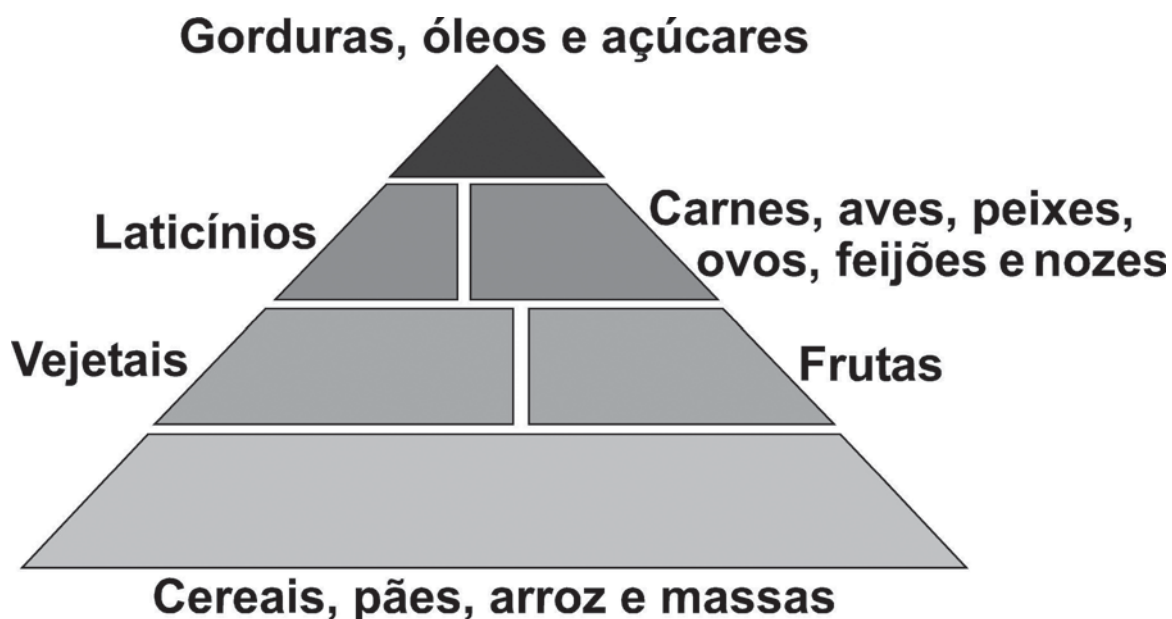 Gorduras, óleos e açúcares
Laticínios
Carnes, aves, peixes,
ovos, feijões e nozes
Vejetais
Frutas
Cereais, pães, arroz e massas